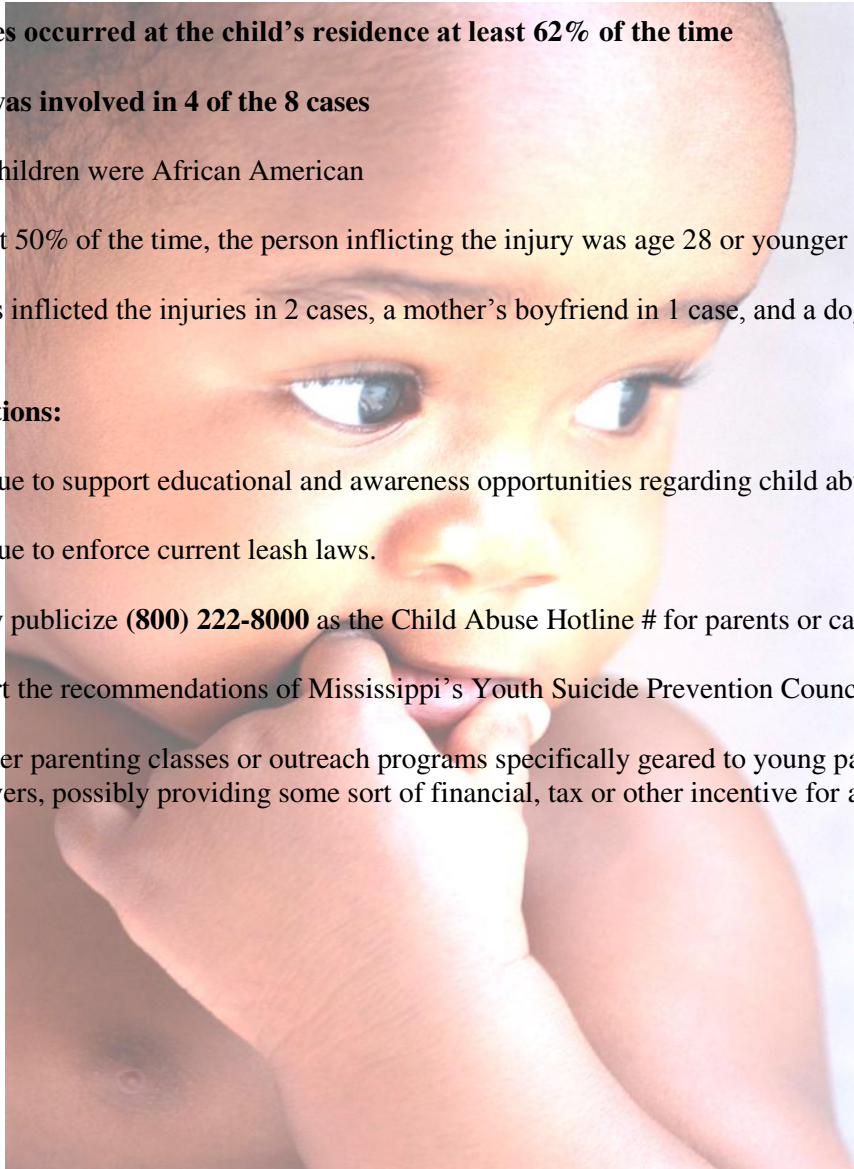 es occurred at the child's residence at least 62% of the time
was involved in 4 of the 8 cases
hildren were African American
t 50% of the time, the person inflicting the injury was age 28 or younger
s inflicted the injuries in 2 cases, a mother's boyfriend in 1 case, and a do
tions:
ue to support educational and awareness opportunities regarding child ab
ue to enforce current leash laws.
y publicize (800) 222-8000 as the Child Abuse Hotline # for parents or ca
rt the recommendations of Mississippi's Youth Suicide Prevention Counc
er parenting classes or outreach programs specifically geared to young pa
vers, possibly providing some sort of financial, tax or other incentive for a